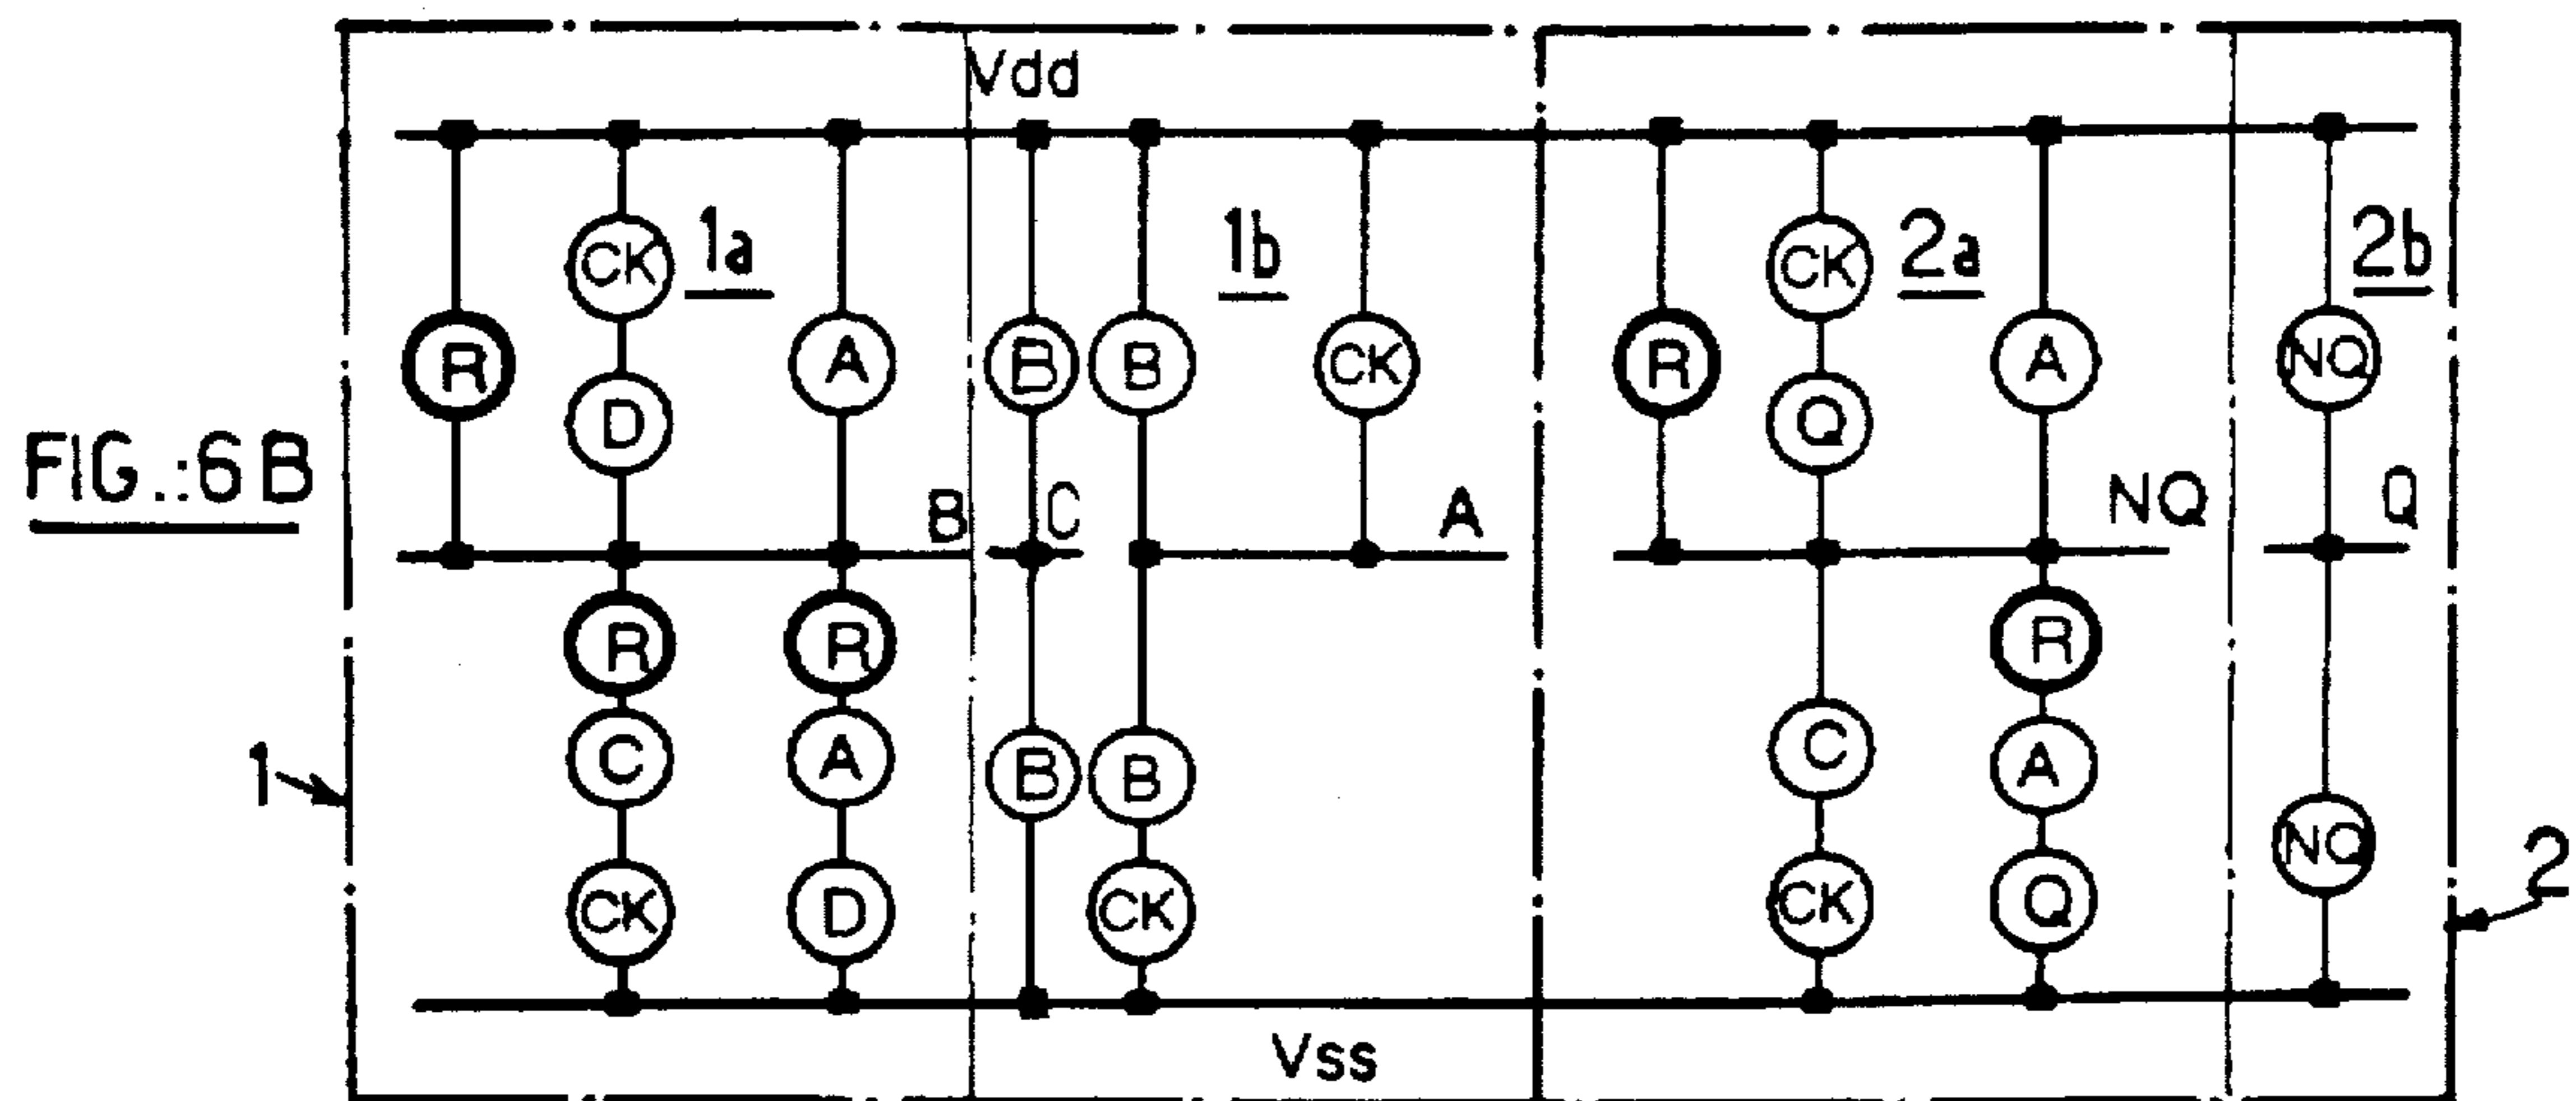 Vdd
CK 1a 1b CK 2a 2b
R A B B CK R A NQ
D Q
FIG.:6B B C A NQ Q
R R R
C A B B C A NQ
1 2
CK D CK CK Q
Vss